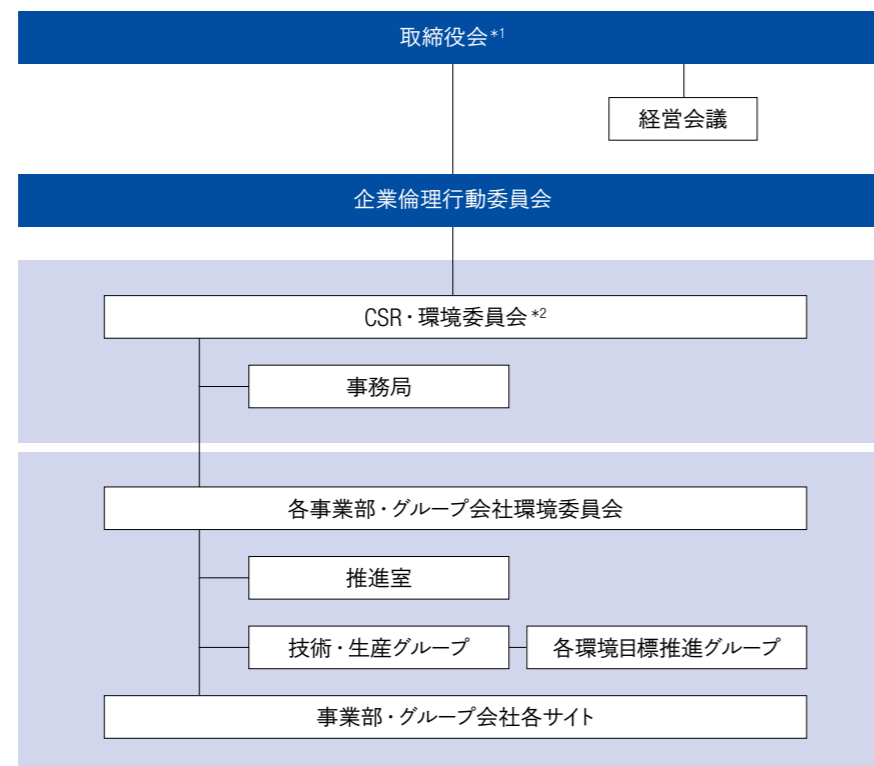 取締役会*1
経営会議
企業倫理行動委員会
CSR・環境委員会*2
事務局
各事業部・グループ会社環境委員会
推進室
技術・生産グループ
各環境目標推進グループ
事業部・グループ会社各サイト